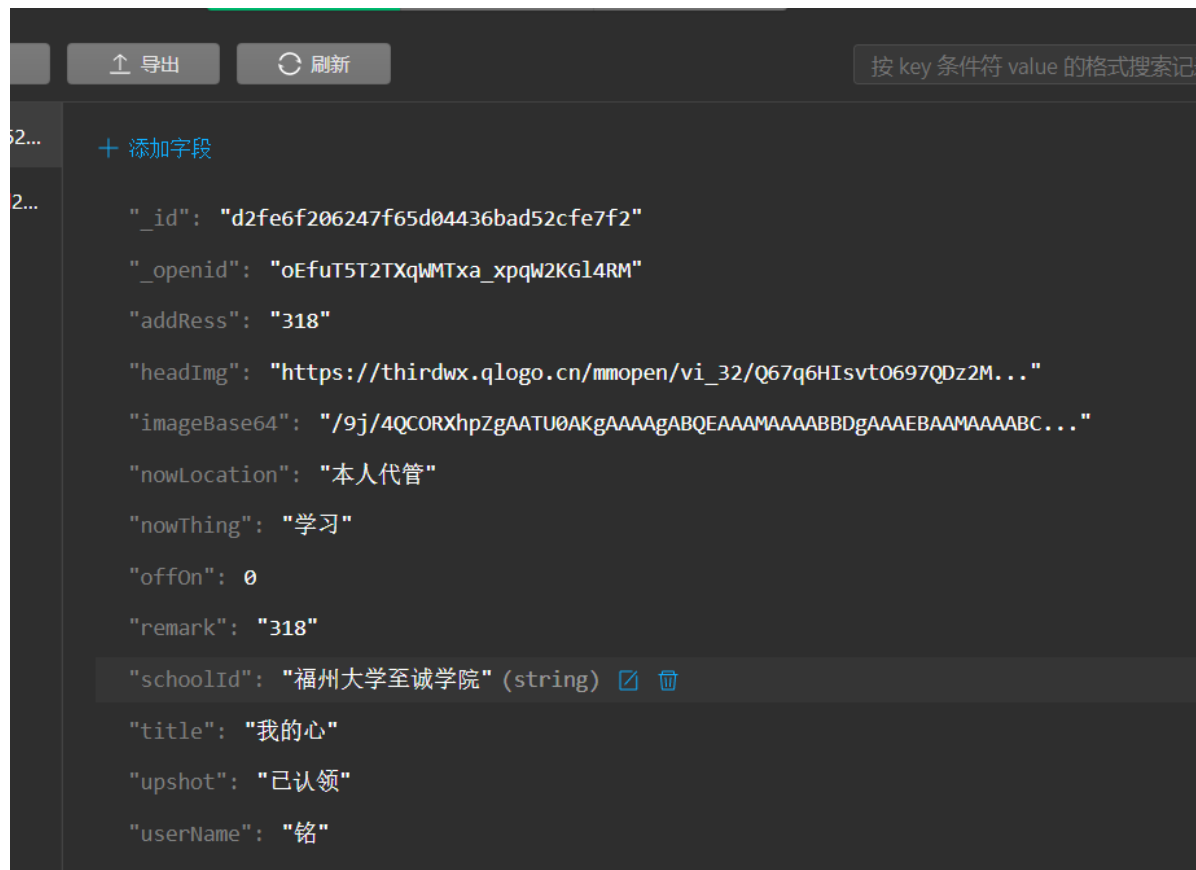 导出
刷新
按 key 条件符 value 的格式搜索记
52...
2...
添加字段
"_id": "d2fe6f206247f65d04436bad52cfe7f2"
"_openid": "oEfuT5T2TXqWMTxa_xpqW2KGl4RM"
"addRess": "318"
"headImg": "https://thirdwx.qlogo.cn/mmopen/vi_32/Q67q6HIsvtO697QDz2M..."
"imageBase64": "/9j/4QCORXhpZgAATU0AKgAAAAgABQEAAAMAAAABBDgAAAEBAAMAAAABC..."
"nowLocation": "本人代管"
"nowThing": "学习"
"offOn": 0
"remark": "318"
"schoolId": "福州大学至诚学院" (string)
"title": "我的心"
"upshot": "已认领"
"userName": "铭"